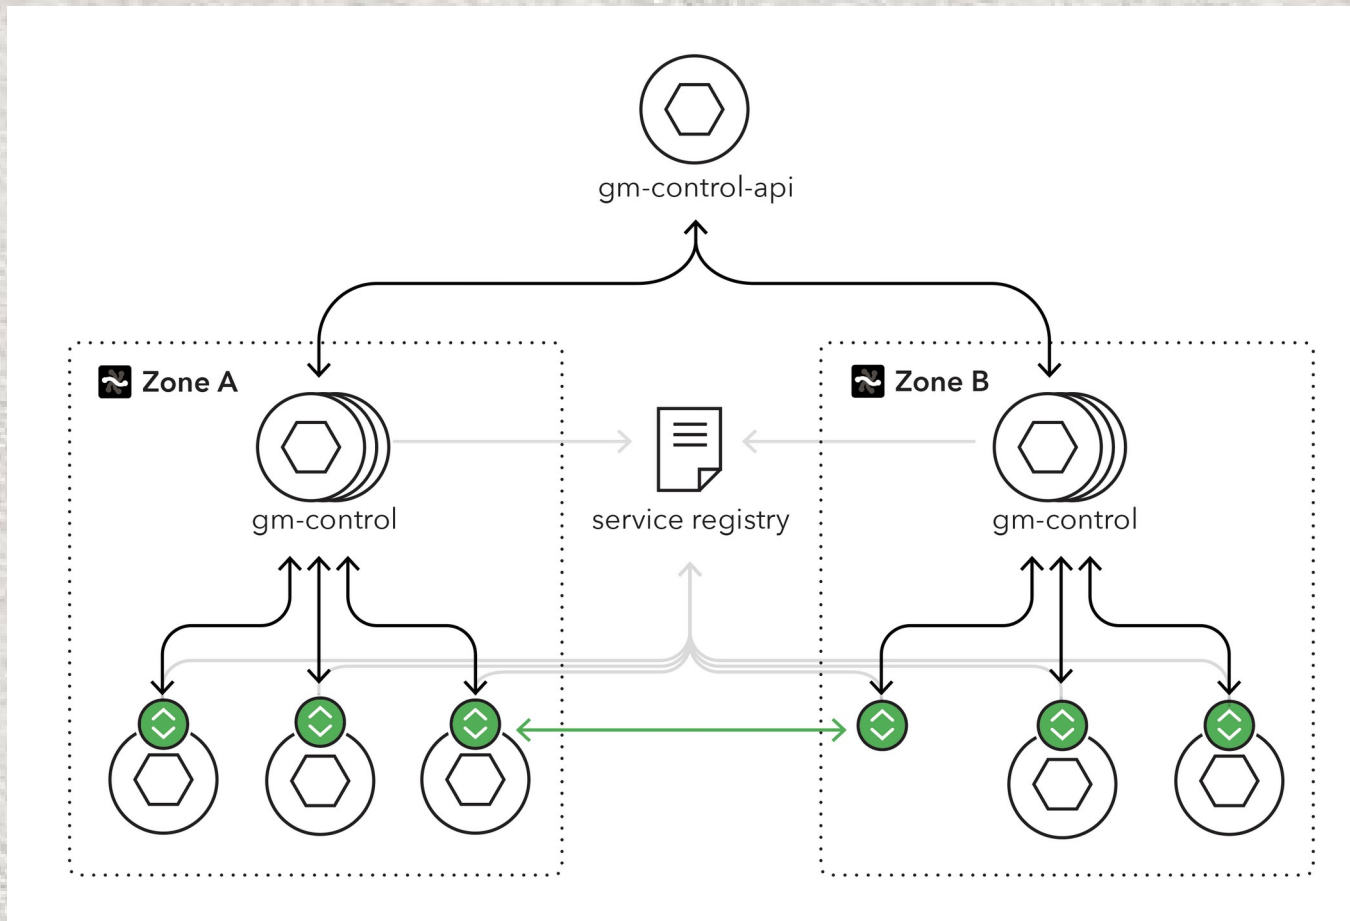 gm-control-api
Zone A
Zone B
gm-control
service registry
gm-control